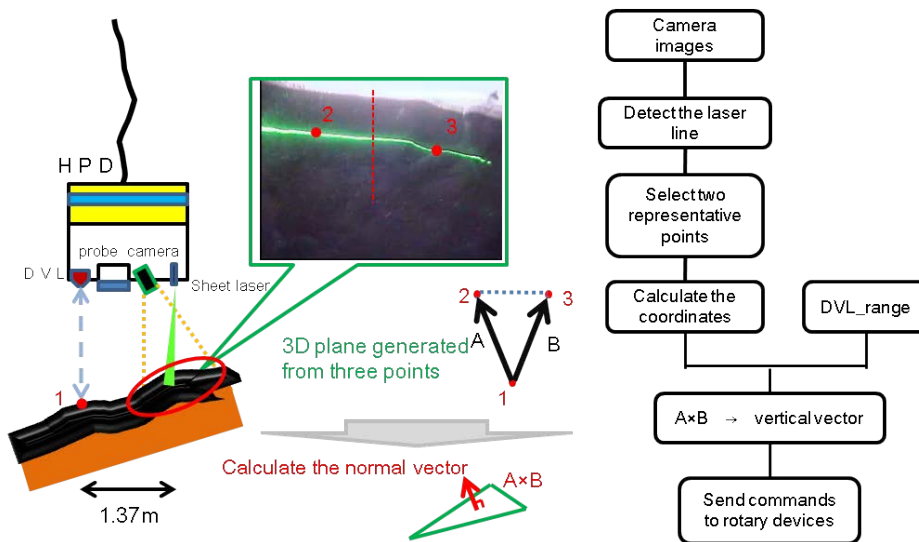 H P D
probe camera
D V L
Sheet laser
1
1.37m
2
3
2
3
A
B
1
3D plane generated
from three points
Calculate the normal vector
A×B
Camera
images
Detect the laser
line
Select two
representative
points
Calculate the
coordinates
DVL_range
A×B → vertical vector
Send commands
to rotary devices